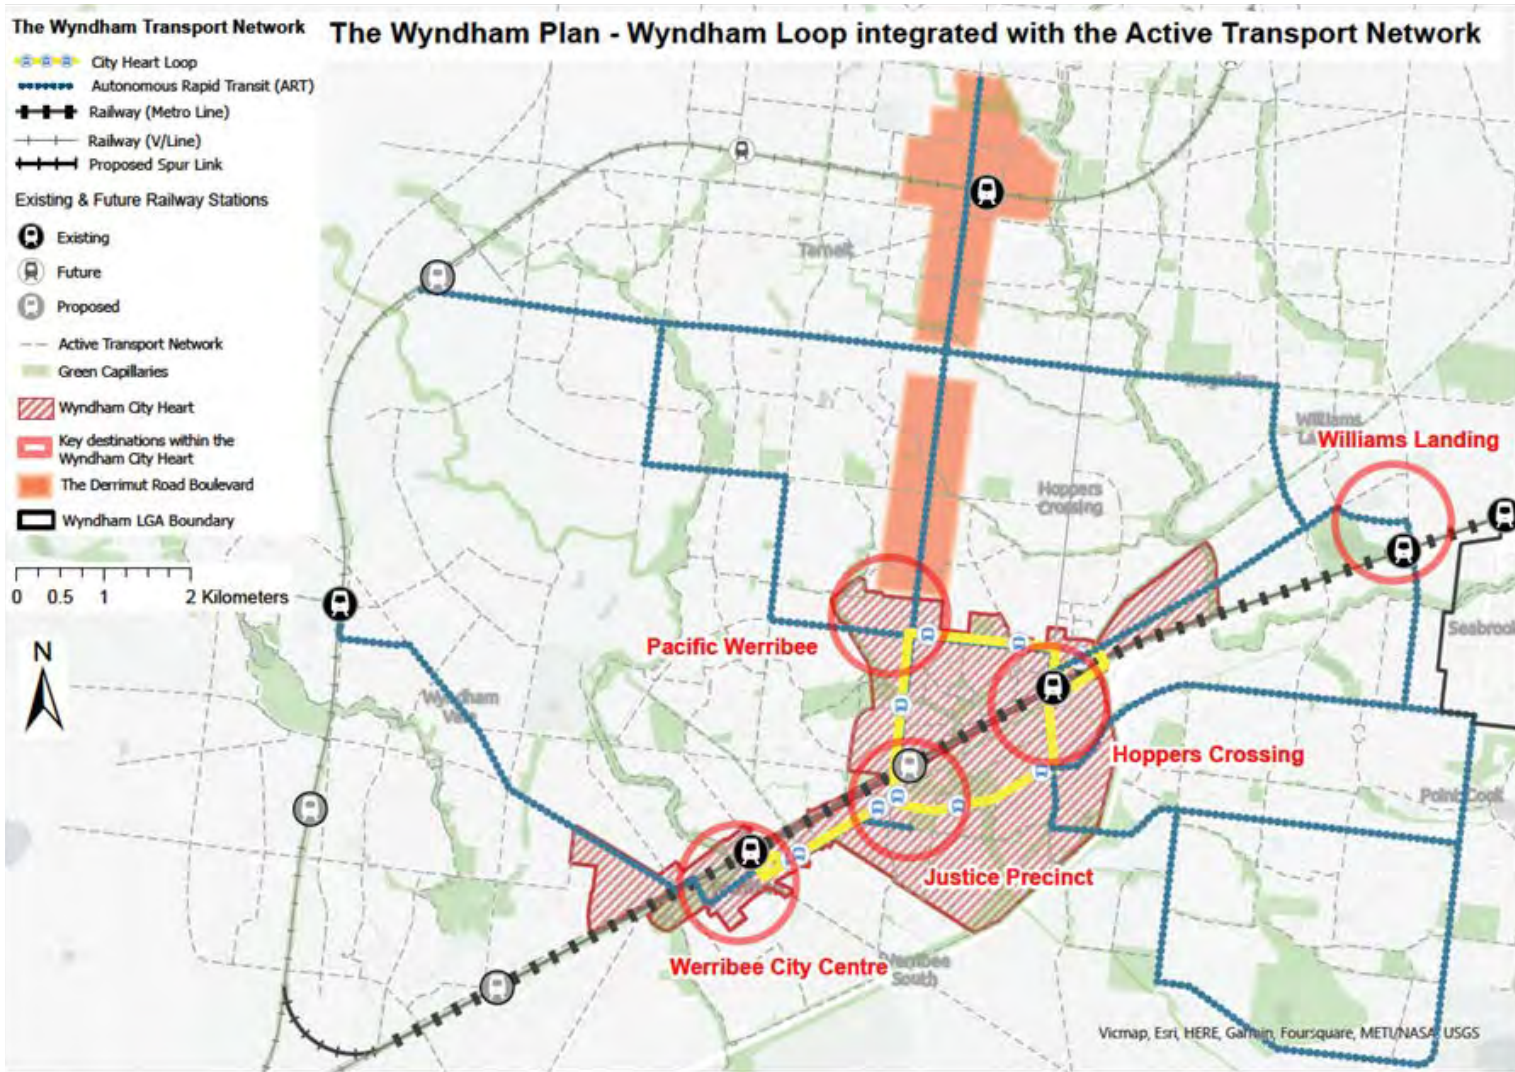 The Wyndham Plan - Wyndham Loop integrated with the Active Transport Network
The Wyndham Transport Network
City Heart Loop
Autonomous Rapid Transit (ART)
Railway (Metro Line)
Railway (V/Line)
Proposed Spur Link
Existing & Future Railway Stations
Existing
Future
Proposed
Active Transport Network
Green Capillaries
Wyndham City Heart
Key destinations within the
Wyndham City Heart
The Derrimut Road Boulevard
Wyndham LGA Boundary
0 0.5 1 2 Kilometers
N
Tarneit
Williams
Williams Landing
Hoppers
Crossing
Seabrook
Pacific Werribee
Wyndham
Hoppers Crossing
Point Cook
Justice Precinct
Werribee City Centre
South
Vicmap, Esri, HERE, Garmin, Foursquare, METI/NASA, USGS